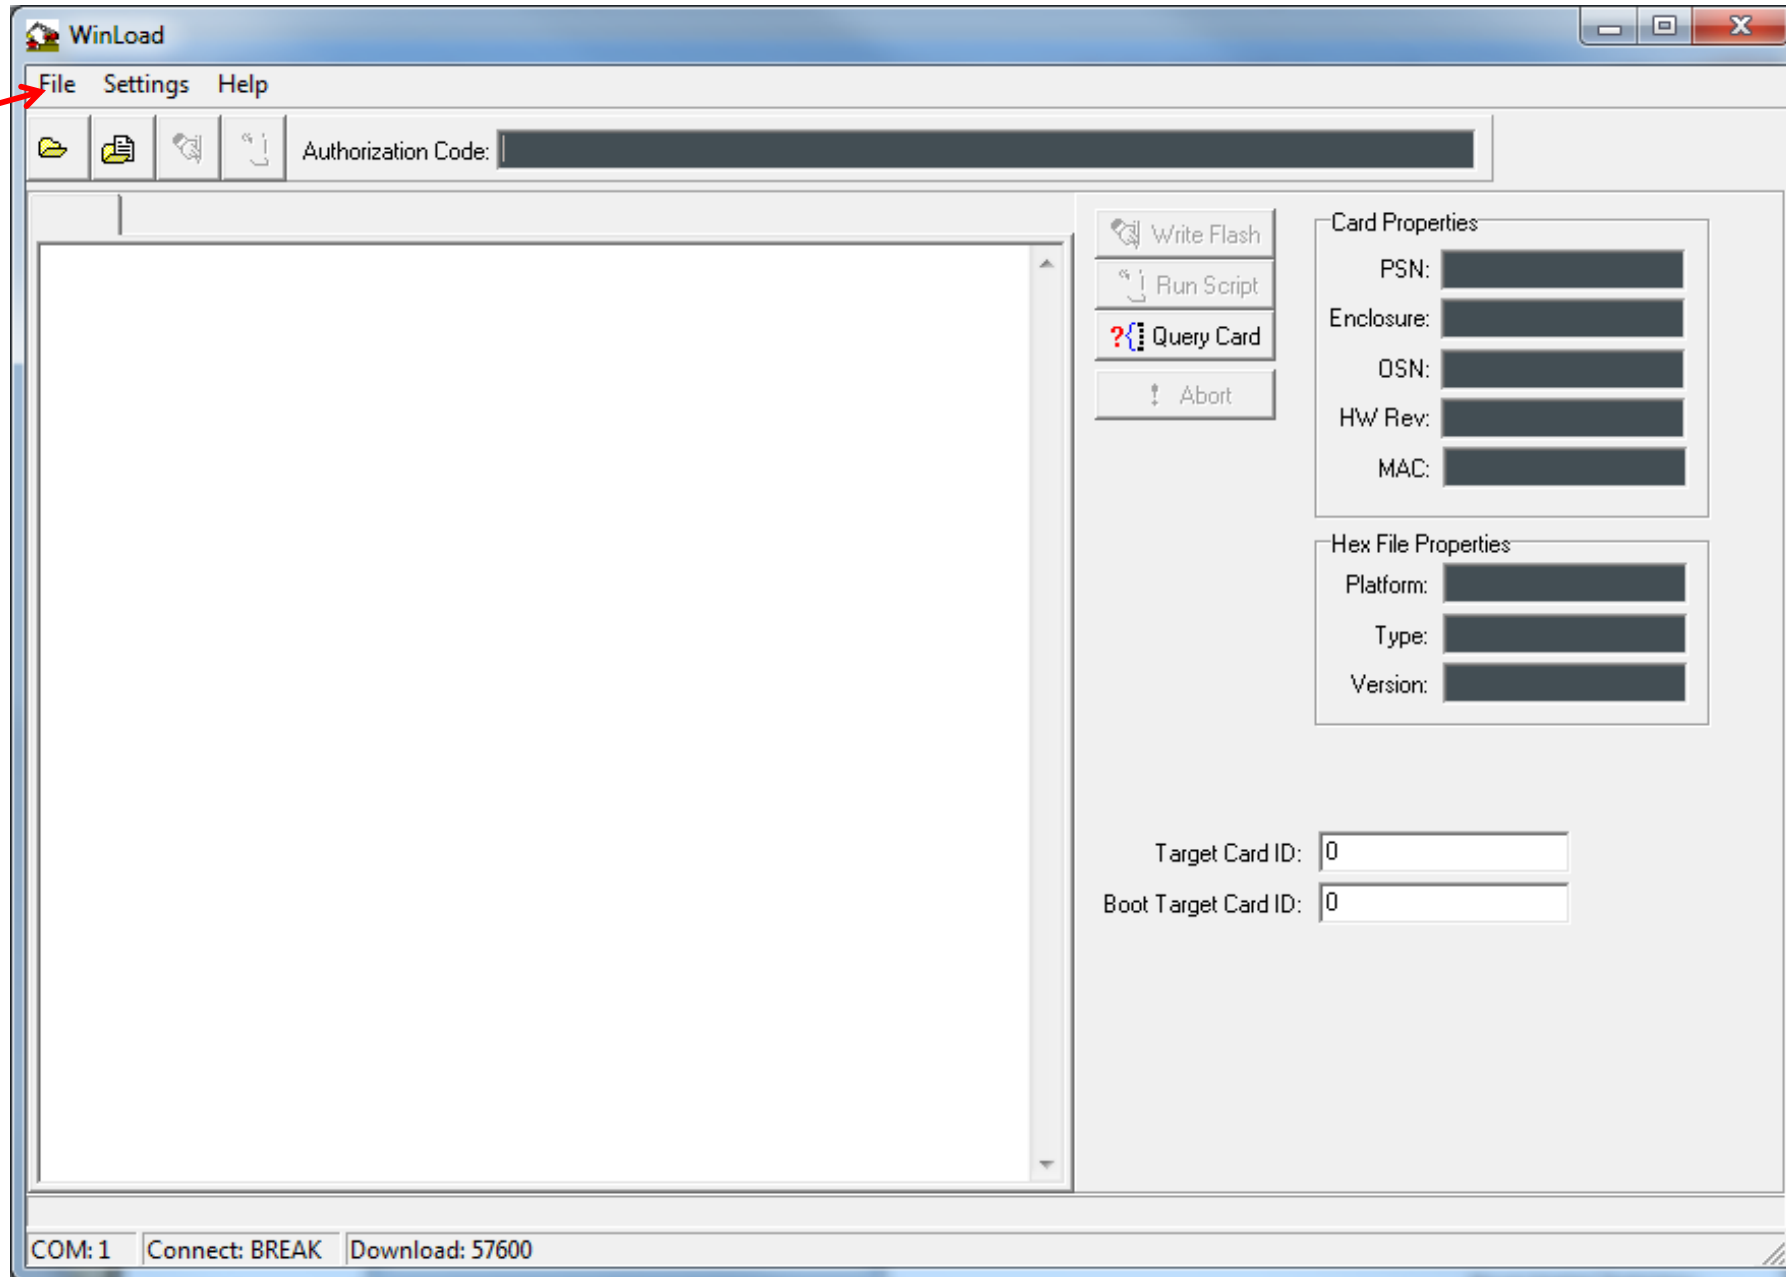 WinLoad
File Settings Help
Authorization Code:
Write Flash
Run Script
?{ Query Card
! Abort
Card Properties
PSN:
Enclosure:
OSN:
HW Rev:
MAC:
Hex File Properties
Platform:
Type:
Version:
Target Card ID: 0
Boot Target Card ID: 0
COM: 1 Connect: BREAK Download: 57600